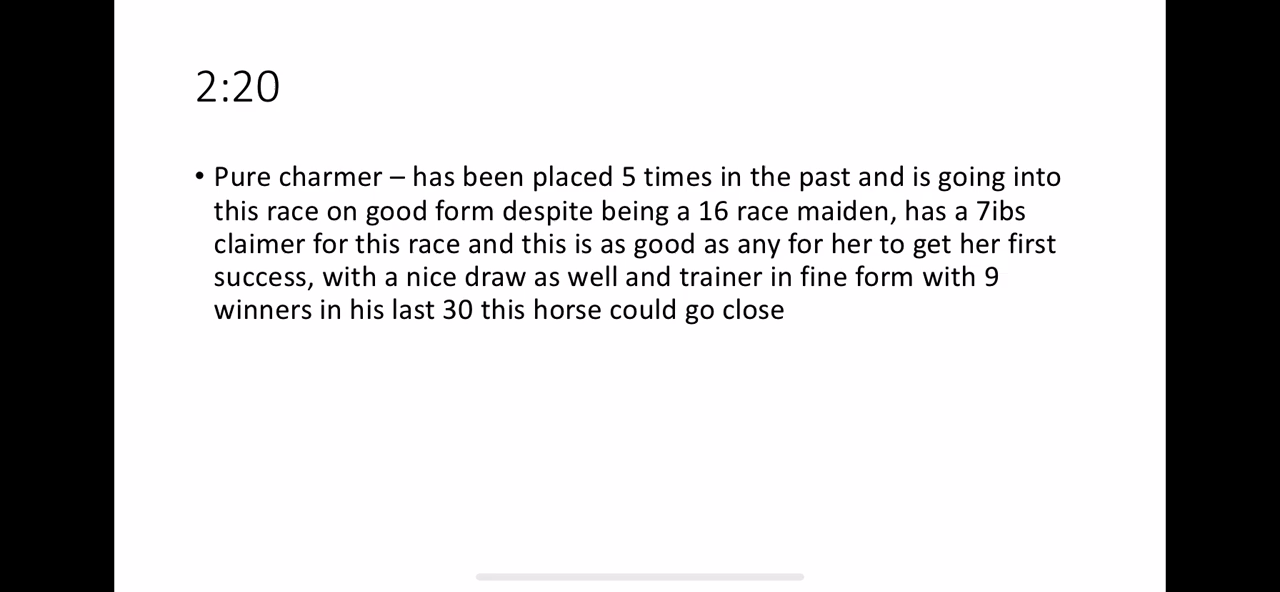 2:20
• Pure charmer – has been placed 5 times in the past and is going into
this race on good form despite being a 16 race maiden, has a 7ibs
claimer for this race and this is as good as any for her to get her first
success, with a nice draw as well and trainer in fine form with 9
winners in his last 30 this horse could go close